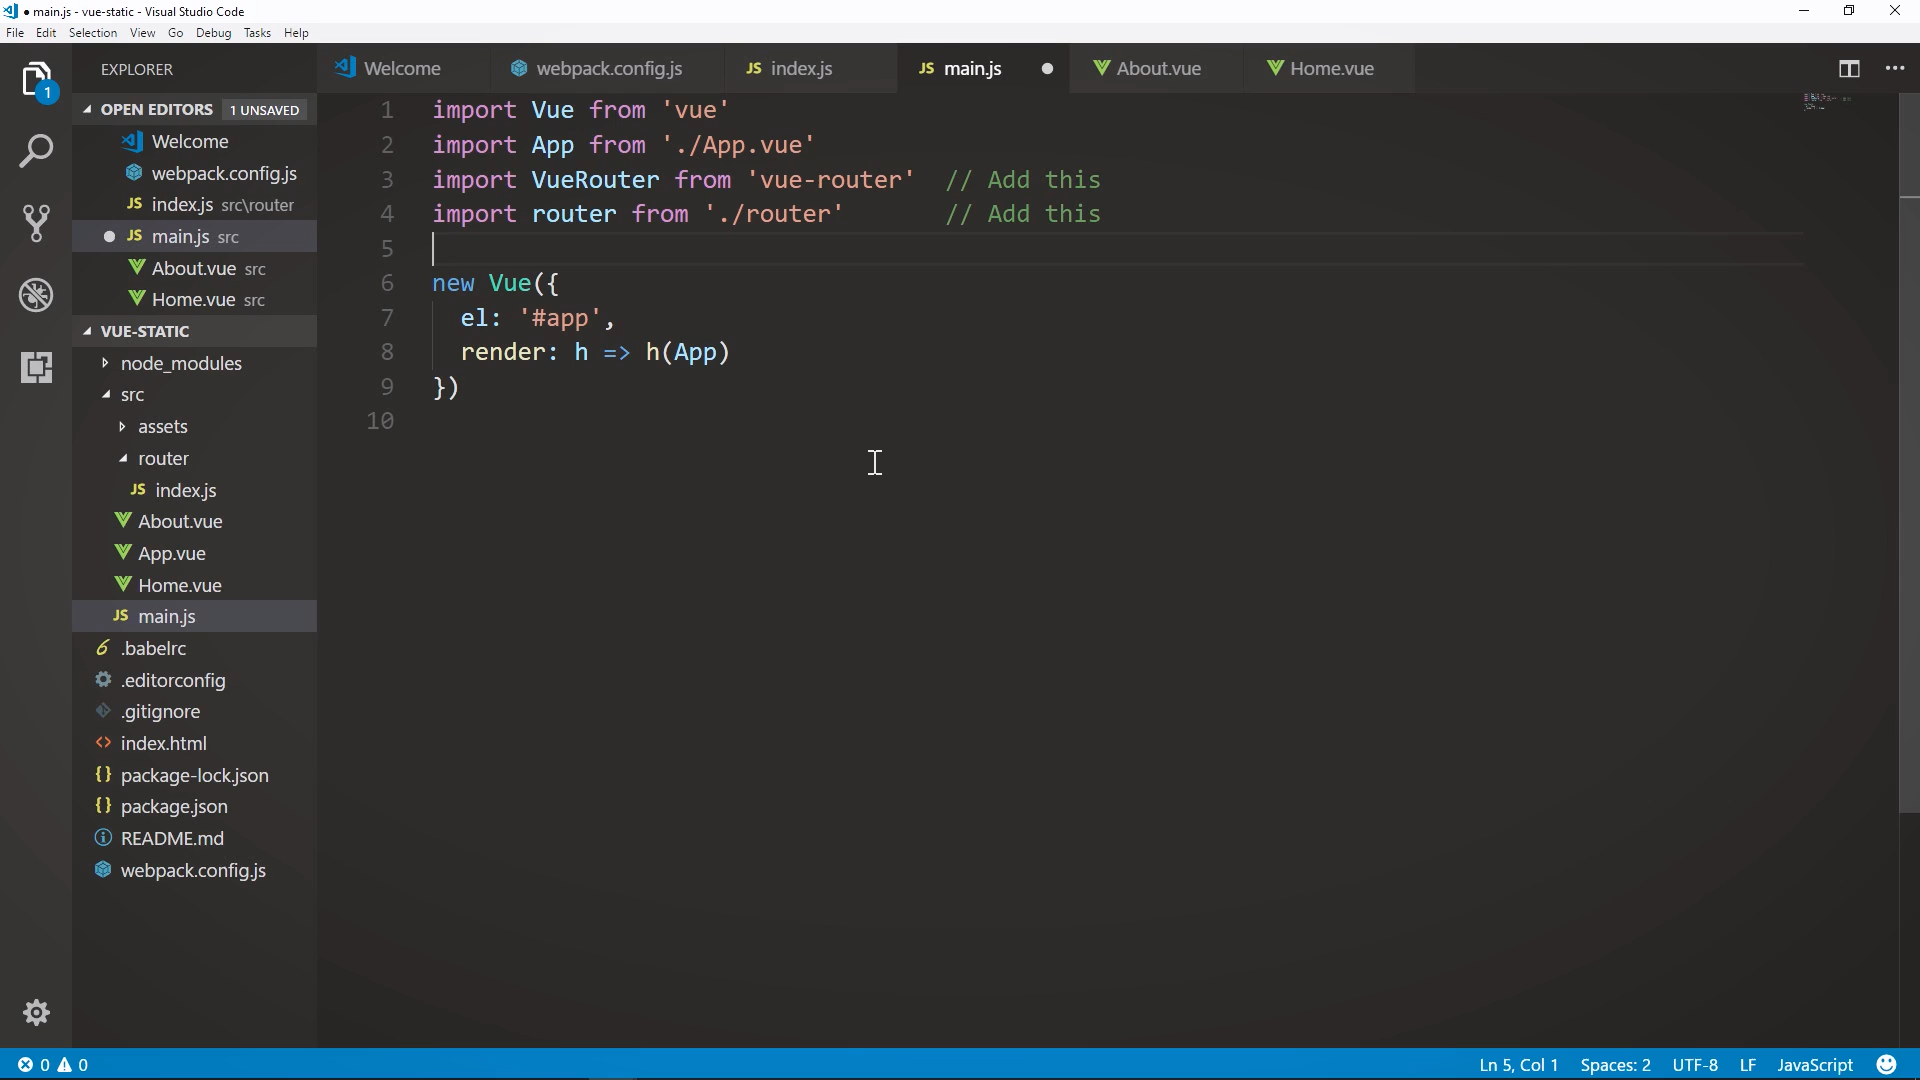 main.js - vue-static - Visual Studio Code
File Edit Selection View Go Debug Tasks Help
EXPLORER
Welcome
webpack.config.js
JS index.js
JS main.js
About.vue
Home.vue
1
OPEN EDITORS 1 UNSAVED
Welcome
webpack.config.js
JS index.js src\router
JS main.js src
About.vue src
Home.vue src
VUE-STATIC
node_modules
src
assets
router
JS index.js
About.vue
App.vue
Home.vue
JS main.js
.babelrc
.editorconfig
.gitignore
<> index.html
{} package-lock.json
{} package.json
README.md
webpack.config.js
1 import Vue from 'vue'
2 import App from './App.vue'
3 import VueRouter from 'vue-router' // Add this
4 import router from './router' // Add this
5
6 new Vue({
7 el: '#app',
8 render: h => h(App)
9 })
10
0 0
Ln 5, Col 1 Spaces: 2 UTF-8 LF JavaScript